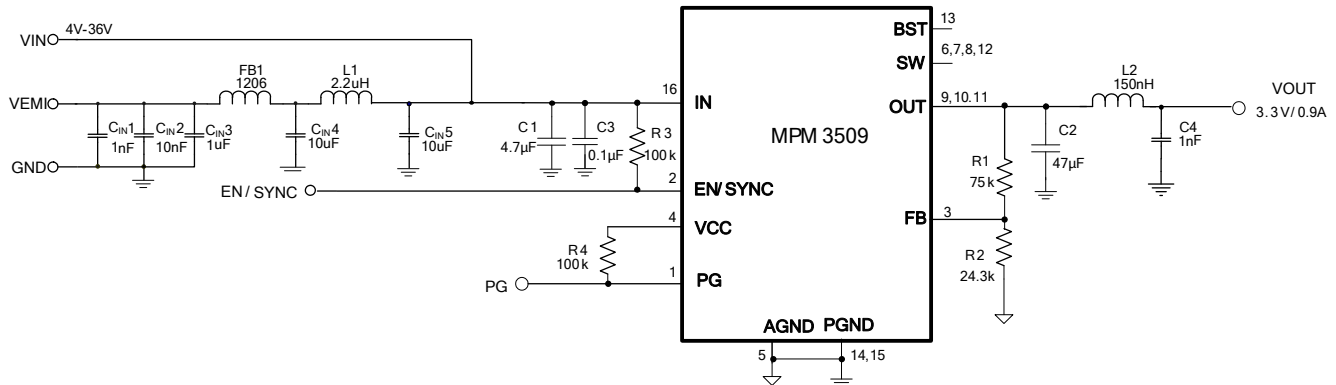 VIN
4V-36V
VEMI
GND
CIN1
1nF
CIN2
10nF
CIN3
1uF
FB1
1206
CIN4
10uF
L1
2.2uH
CIN5
10uF
C1
4.7µF
C3
0.1µF
R3
100k
EN / SYNC
R4
100k
PG
16
IN
2
EN/SYNC
4
VCC
1
PG
MPM 3509
AGND
PGND
5
14,15
BST
13
SW
6,7,8,12
OUT
9,10.11
FB
3
R1
75k
R2
24.3k
C2
47µF
L2
150nH
C4
1nF
VOUT
3.3V/ 0.9A